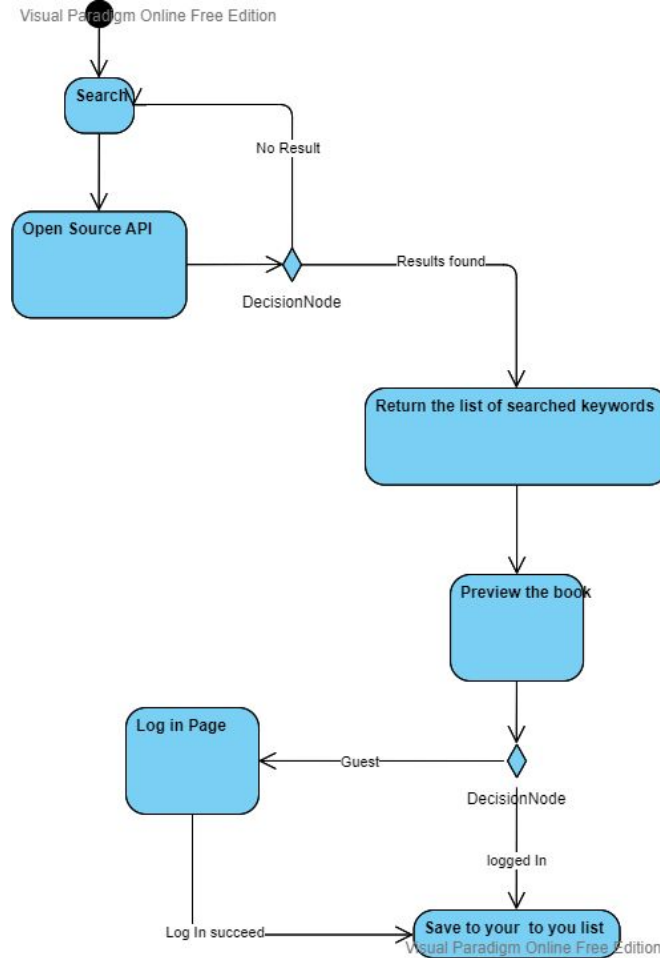 Visual Paradigm Online Free Edition
Search
No Result
Open Source API
Results found
DecisionNode
Return the list of searched keywords
Preview the book
Log in Page
Guest
DecisionNode
logged In
Save to your to you list
Log In succeed
Visual Paradigm Online Free Edition